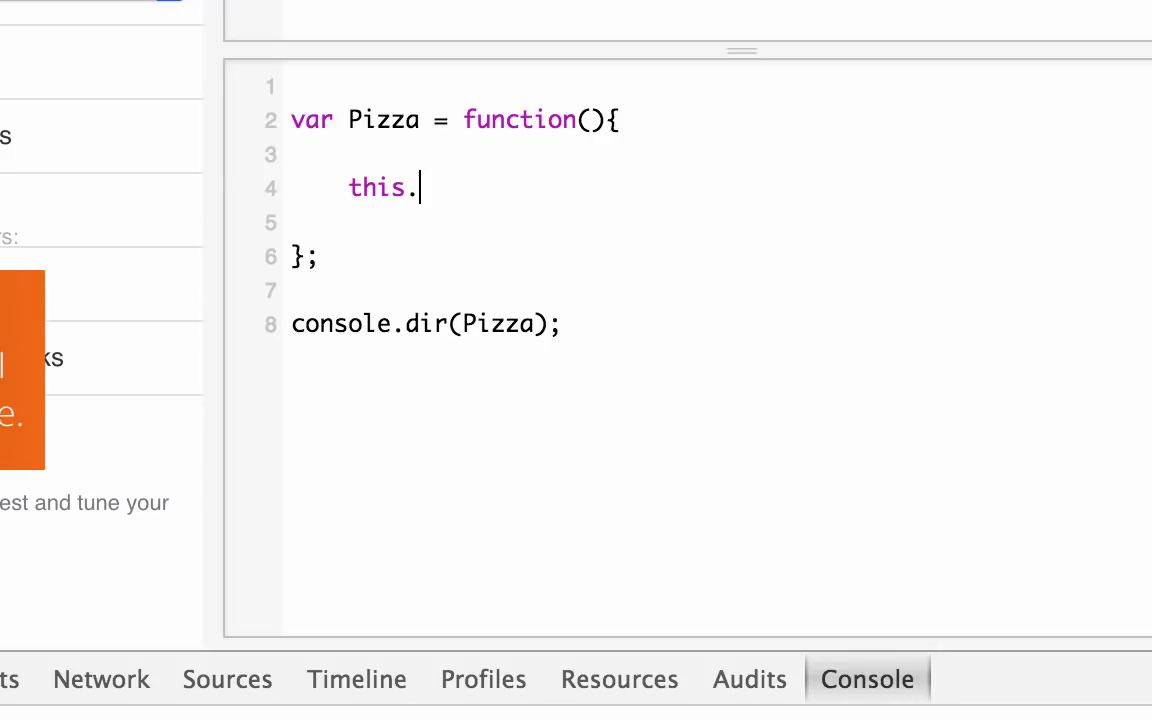 s
rs:
ks
e.
est and tune your
1
2 var Pizza = function(){
3
4 this.
5
6 };
7
8 console.dir(Pizza);
ts Network Sources Timeline Profiles Resources Audits Console